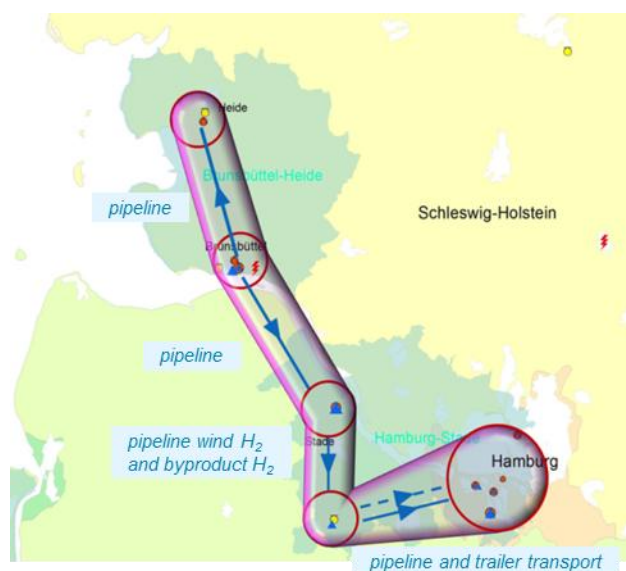 Heide
Brunsbüttel-Heide
pipeline
Schleswig-Holstein
Brunsbüttel
pipeline
pipeline wind H₂
and byproduct H₂
Stade
Hamburg-Stade
Hamburg
pipeline and trailer transport